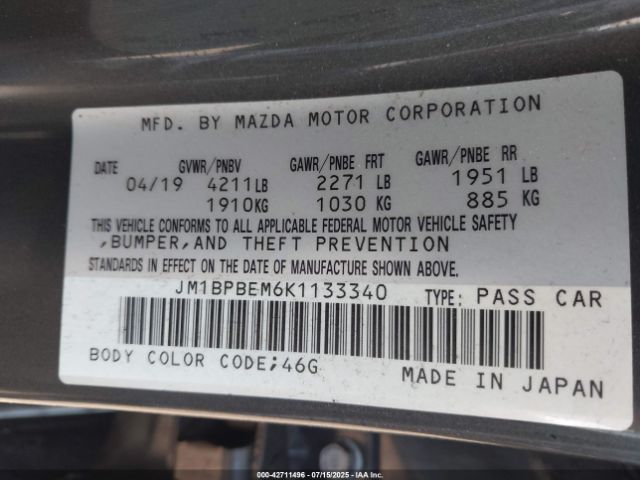 MFD. BY MAZDA MOTOR CORPORATION
DATE GVWR/PNBV GAWR/PNBE FRT GAWR/PNBE RR
04/19 4211LB 2271 LB 1951 LB
1910KG 1030 KG 885 KG
THIS VEHICLE CONFORMS TO ALL APPLICABLE FEDERAL MOTOR VEHICLE SAFETY
,BUMPER,AND THEFT PREVENTION
STANDARDS IN EFFECT ON THE DATE OF MANUFACTURE SHOWN ABOVE.
JM1BPBEM6K1133340 TYPE: PASS CAR
BODY COLOR CODE;46G
MADE IN JAPAN
000-42711496 07/15/2025 - IAA, Inc.